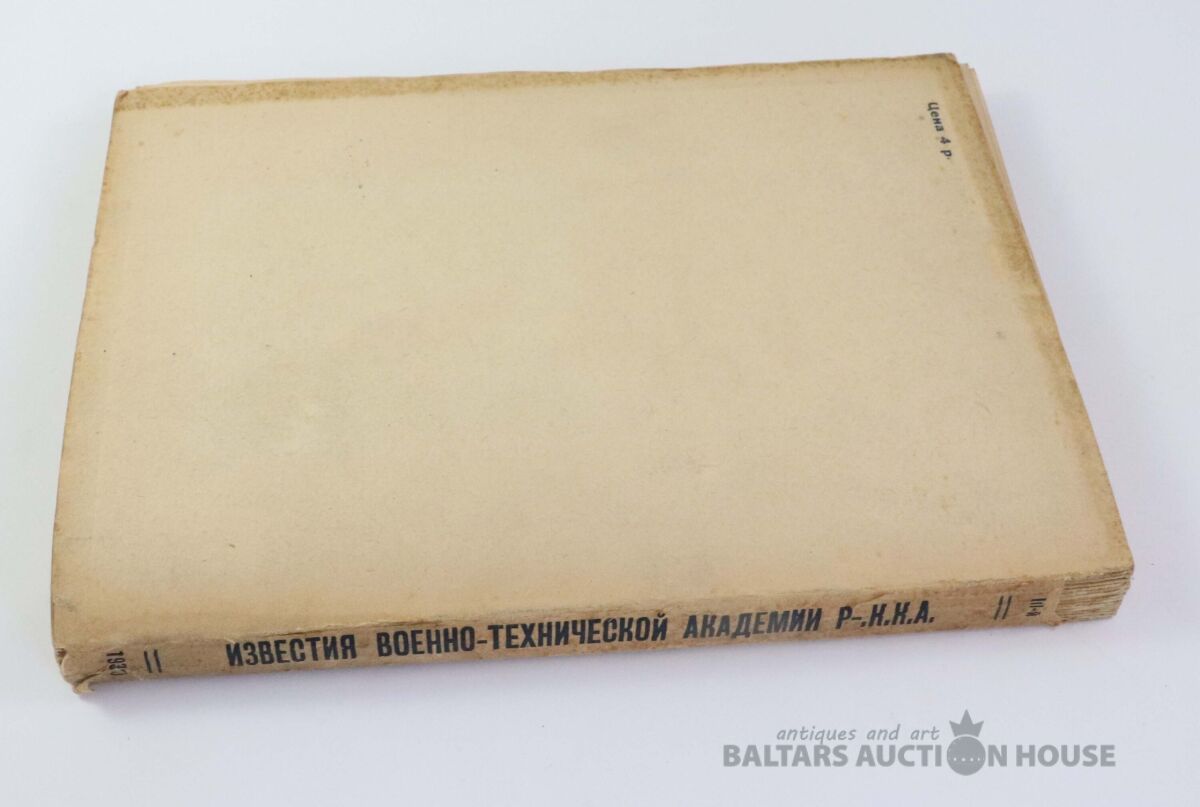 Цена 4 р.
ИЗВЕСТИЯ ВОЕННО-ТЕХНИЧЕСКОЙ АКАДЕМИИ Р-.К.К.А.
antiques and art
BALTARS AUCTION HOUSE